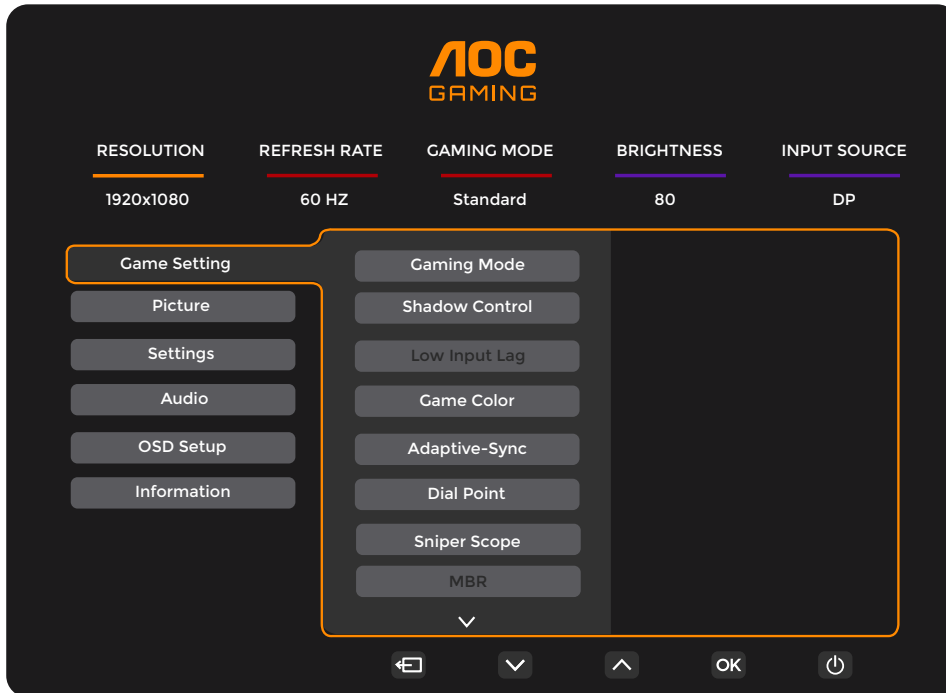 AOC
GAMING
RESOLUTION REFRESH RATE GAMING MODE BRIGHTNESS INPUT SOURCE
1920x1080 60 HZ Standard 80 DP
Game Setting
Picture
Settings
Audio
OSD Setup
Information
Gaming Mode
Shadow Control
Low Input Lag
Game Color
Adaptive-Sync
Dial Point
Sniper Scope
MBR
OK